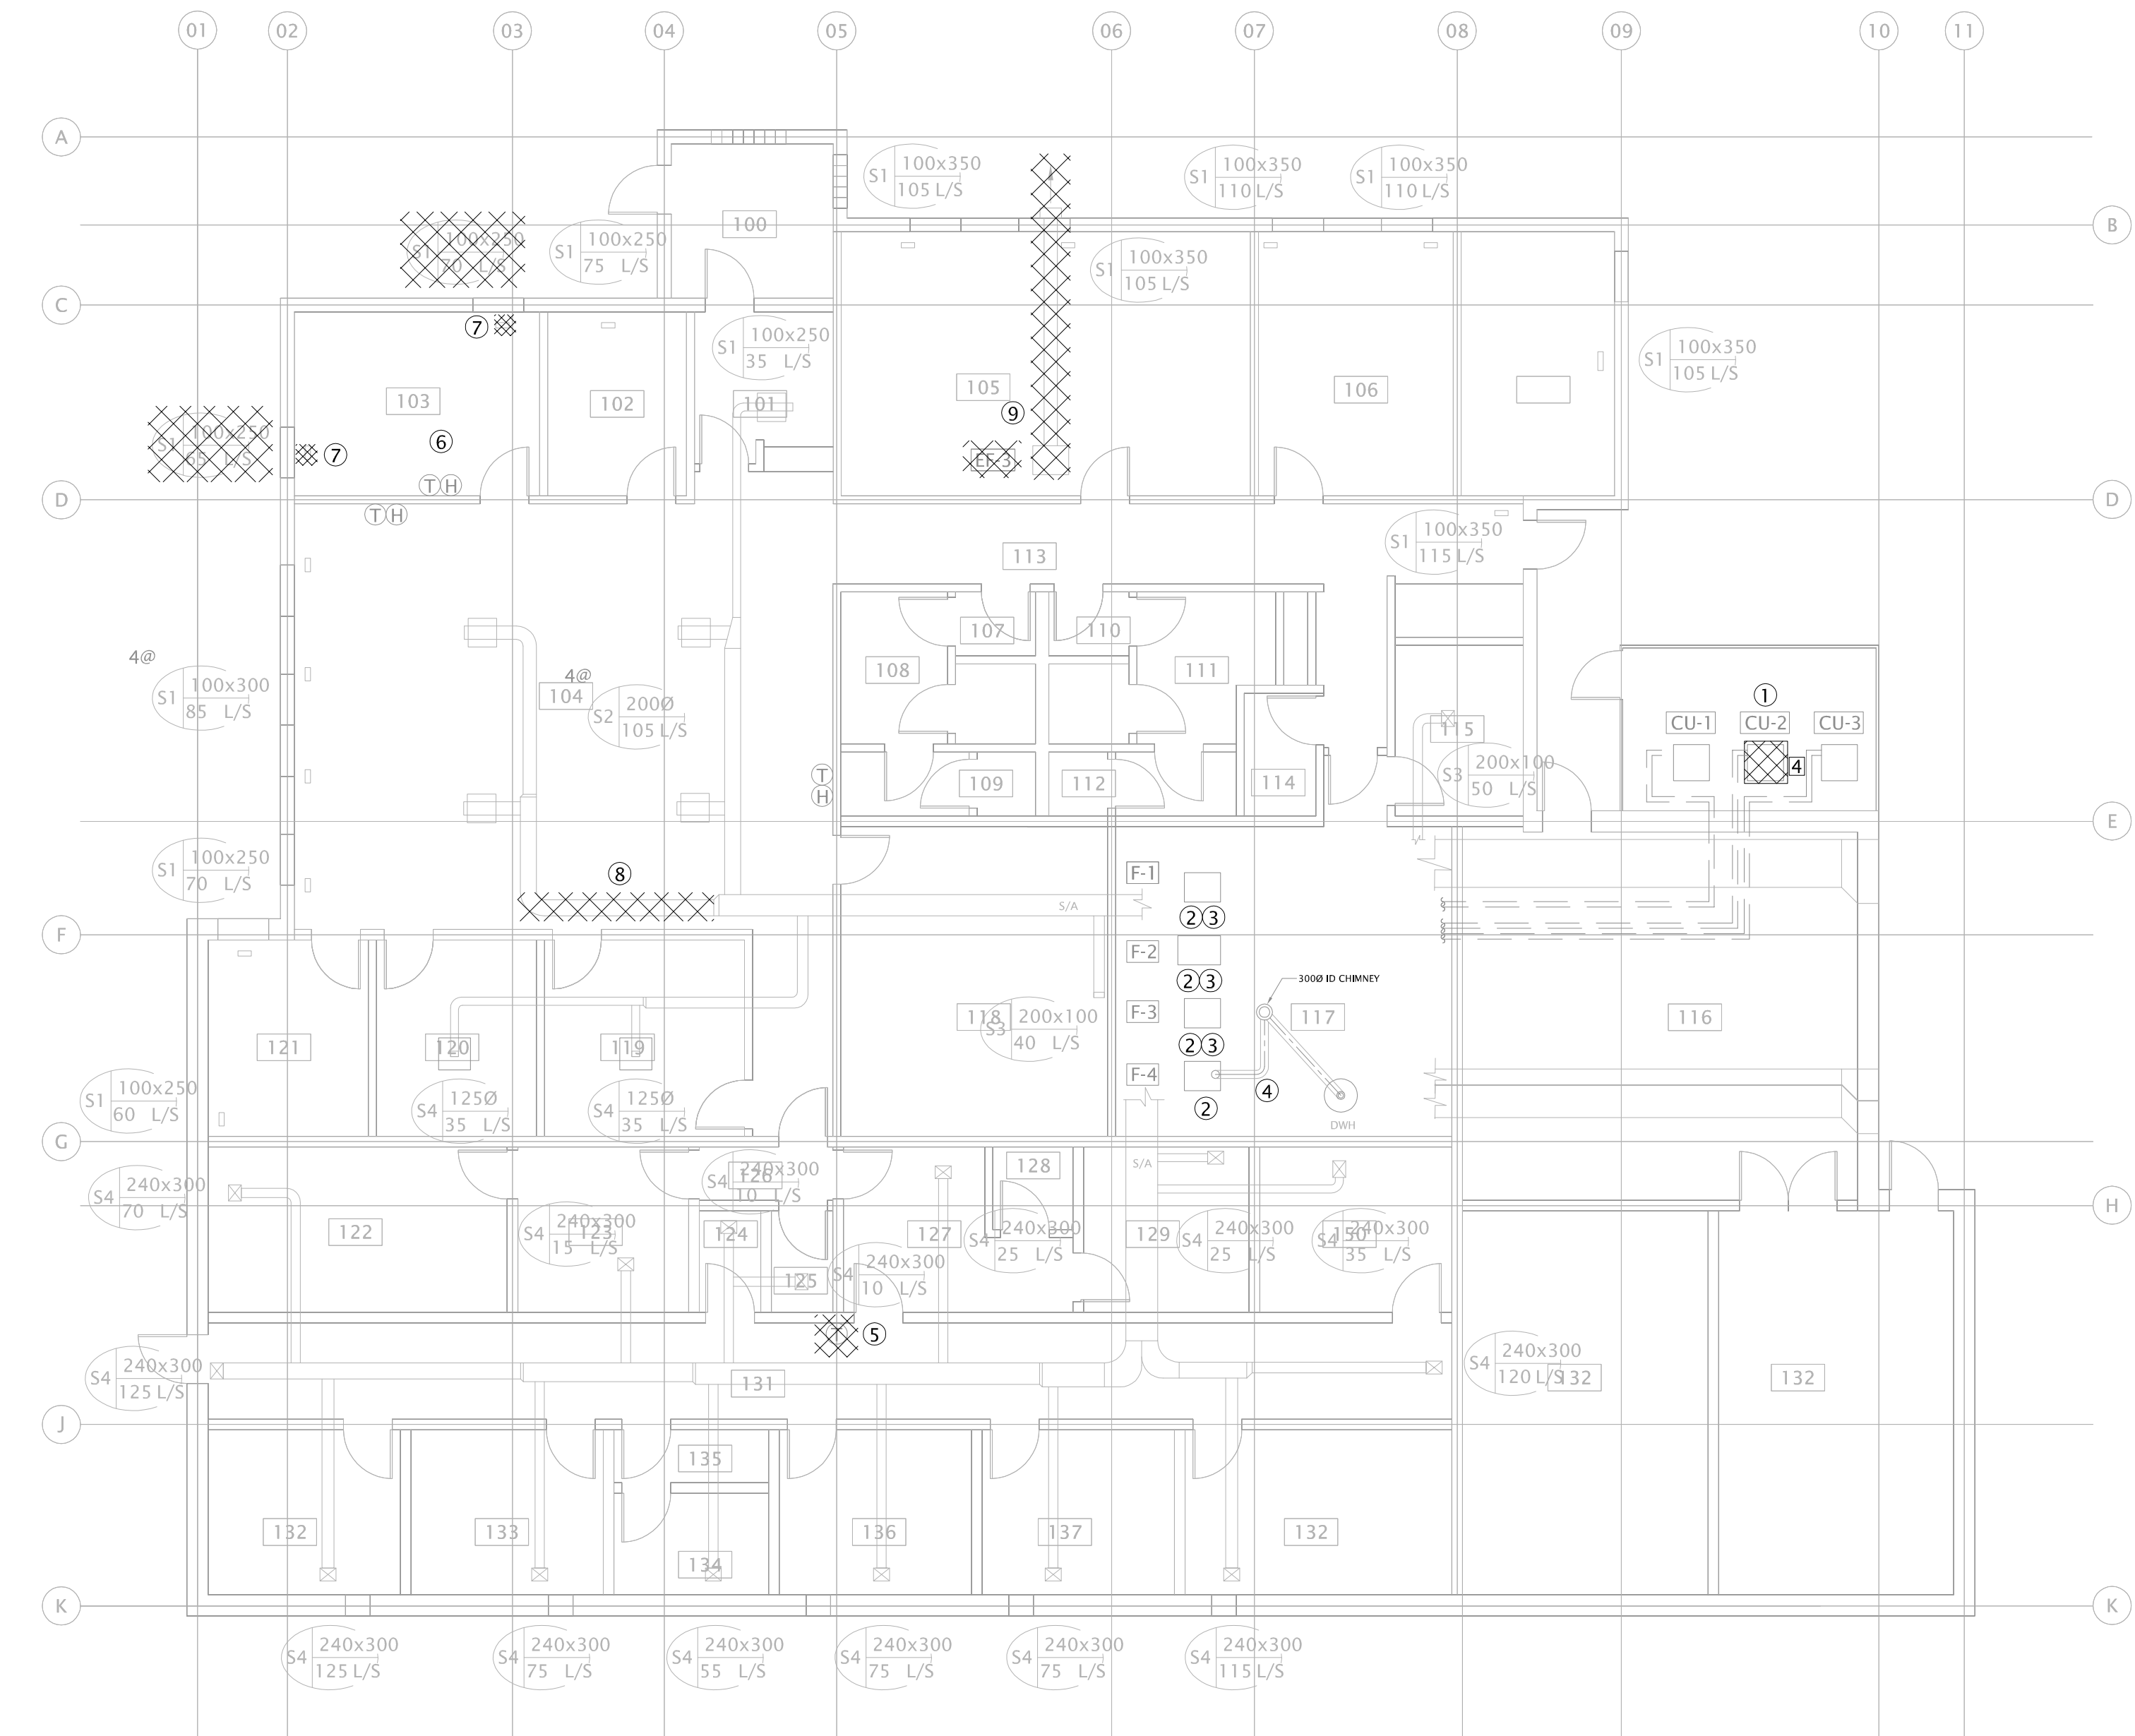 01 02 03 04 05 06 07 08 09 10 11
A
100x350
S1
105 L/S
100x350
S1
110 L/S
100x350
S1
110 L/S
B
100x250
S1
70 L/S
100x250
S1
75 L/S
100
100x350
S1
105 L/S
C C
7
100x250
S1
35 L/S
100x350
S1
105 L/S
103
102
101
105
106
9
100x250
S1
65 L/S
7
6
EF-3
T H
T H
D D
100x350
S1
115 L/S
113
107
110
4@
4@
108
111
100x300
S1
85 L/S
104
200Ø
S2
105 L/S
1
CU-1
CU-2
CU-3
4
115
200x100
S3
50 L/S
T
H
109
112
114
E E
100x250
S1
70 L/S
8
F-1
S/A
2 3
F F
F-2
2 3
300Ø ID CHIMNEY
F-3
117
116
118
200x100
S3
40 L/S
2 3
121
120
119
F-4
4
2
DWH
100x250
S1
60 L/S
125Ø
S4
35 L/S
125Ø
S4
35 L/S
G G
S/A
128
126
240x300
S4
10 L/S
240x300
S4
70 L/S
H H
122
123
240x300
S4
15 L/S
124
127
240x300
S4
25 L/S
129
240x300
S4
25 L/S
150
240x300
S4
35 L/S
125
240x300
S4
10 L/S
T
5
240x300
S4
125 L/S
131
240x300
S4
120 L/S
132
132
J J
135
132
133
134
136
137
132
K K
240x300
S4
125 L/S
240x300
S4
75 L/S
240x300
S4
55 L/S
240x300
S4
75 L/S
240x300
S4
75 L/S
240x300
S4
115 L/S